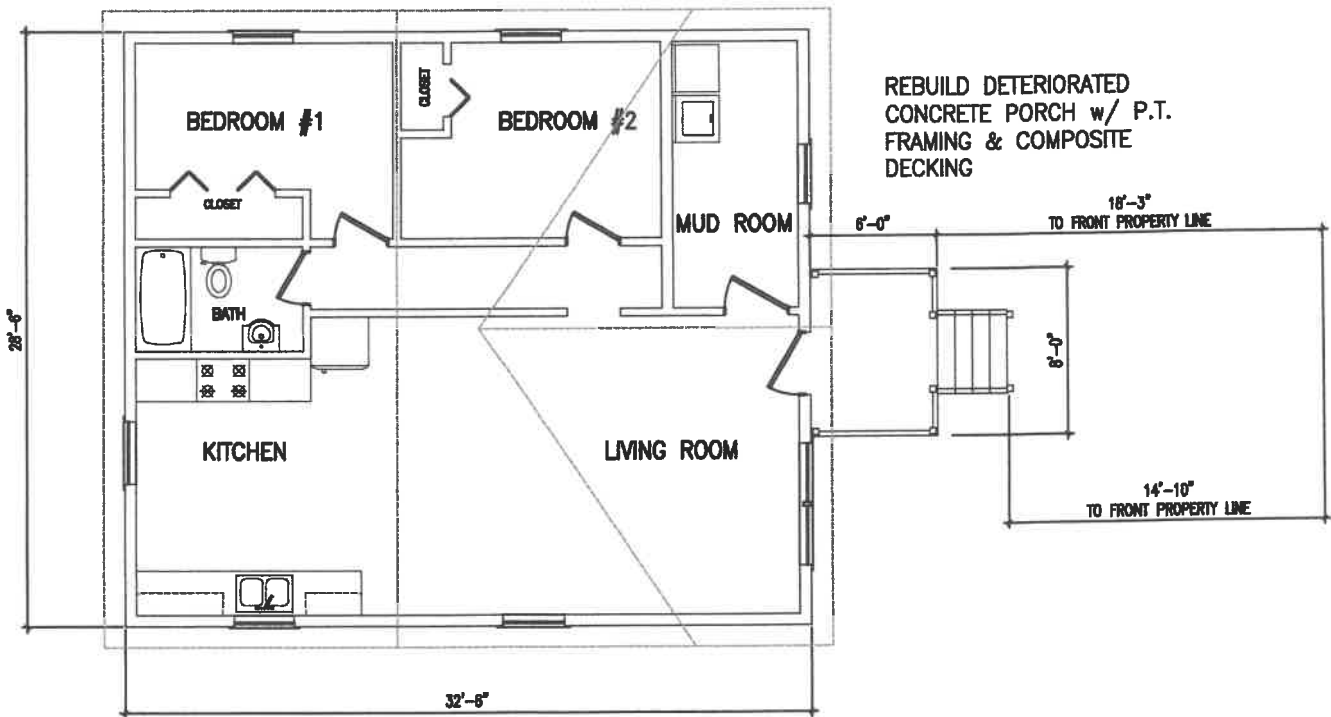 BEDROOM #1
CLOSET
BEDROOM #2
REBUILD DETERIORATED
CONCRETE PORCH w/ P.T.
FRAMING & COMPOSITE
DECKING
CLOSET
MUD ROOM
6'-0"
18'-3"
TO FRONT PROPERTY LINE
28'-6"
BATH
8'-0"
KITCHEN
LIVING ROOM
14'-10"
TO FRONT PROPERTY LINE
32'-6"